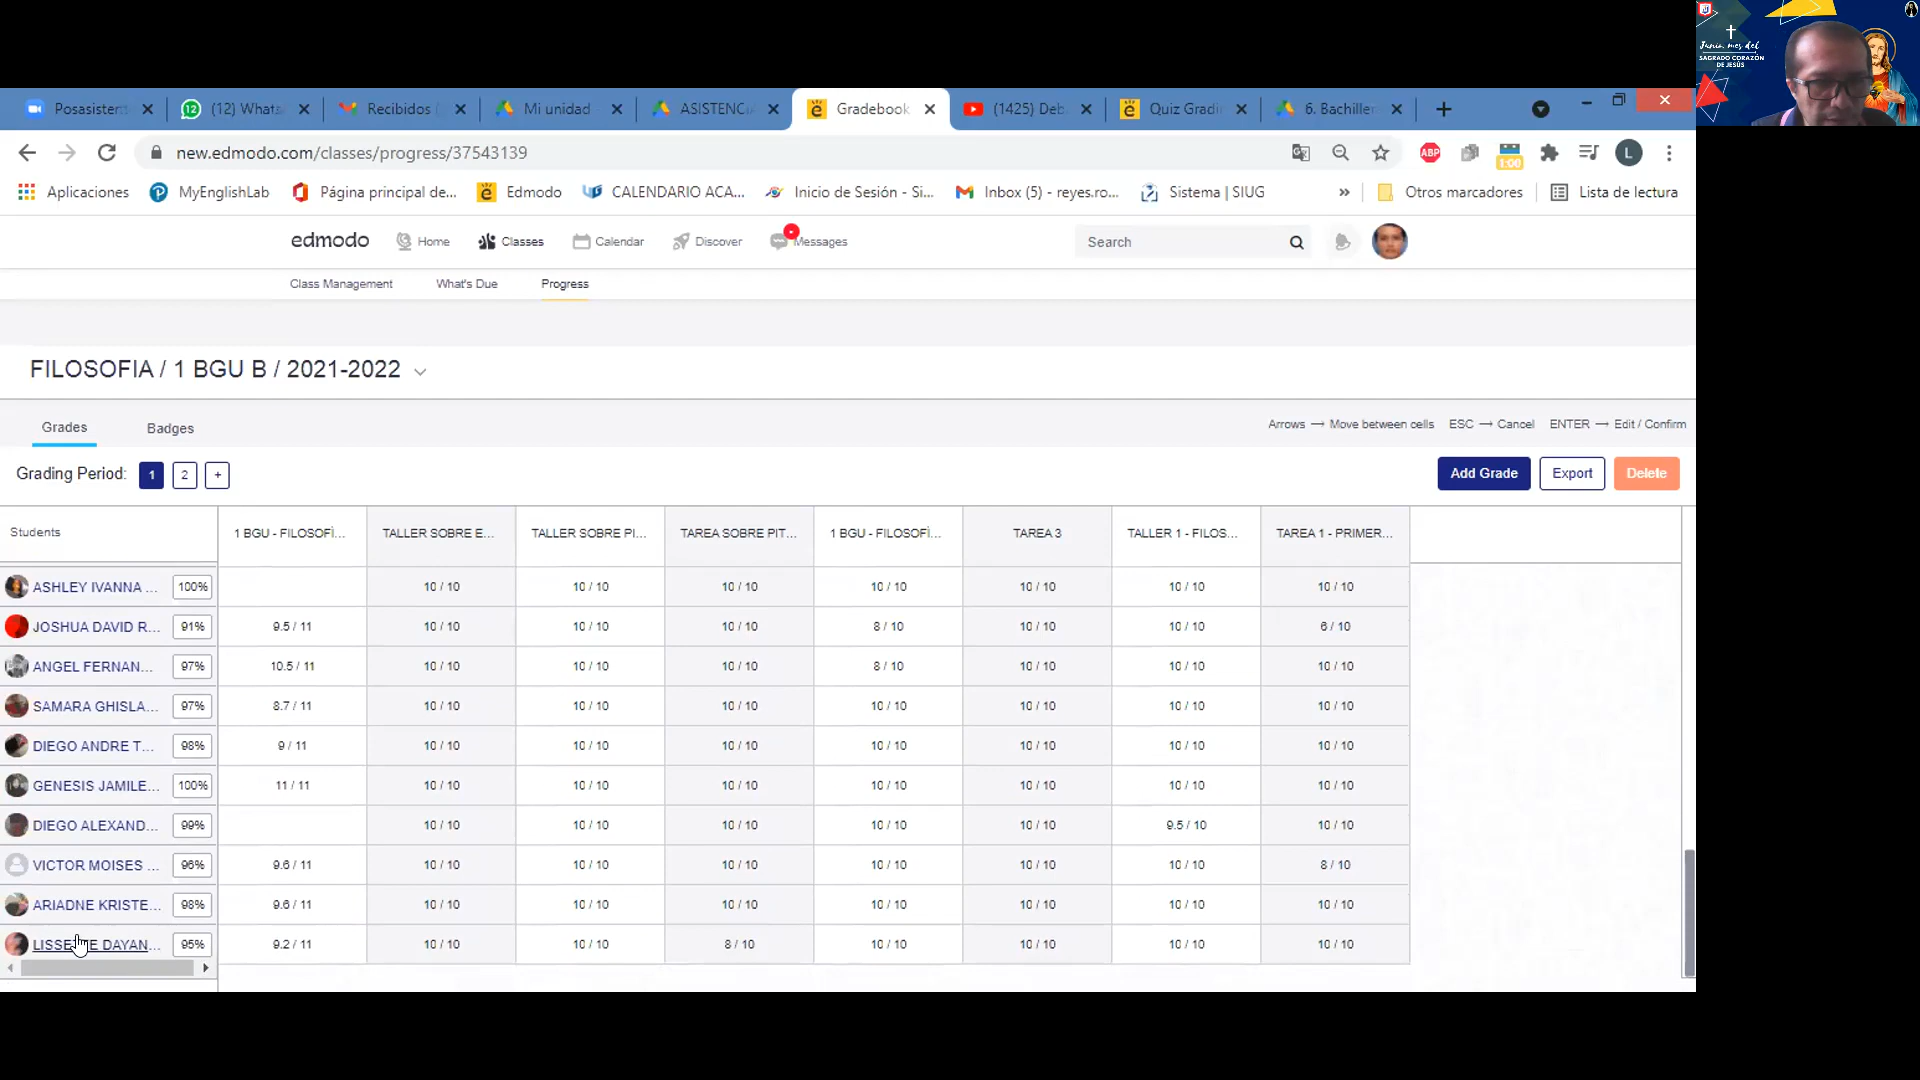 Junio, mes del
SAGRADO CORAZÓN
DE JESÚS
Posasistent
(12) Whats
Recibidos (
Mi unidad
ASISTENCI
Gradebook
(1425) Deb
Quiz Gradi
6. Bachiller
new.edmodo.com/classes/progress/37543139
ABP
1:00
L
Aplicaciones
MyEnglishLab
Página principal de...
Edmodo
CALENDARIO ACA...
Inicio de Sesión - Si...
Inbox (5) - reyes.ro...
Sistema | SIUG
»
Otros marcadores
Lista de lectura
edmodo
Home
Classes
Calendar
Discover
Messages
Search
Class Management
What's Due
Progress
FILOSOFIA / 1 BGU B / 2021-2022
Grades
Badges
Arrows → Move between cells ESC → Cancel ENTER → Edit / Confirm
Grading Period: 1 2 +
Add Grade
Export
Delete
Students 1 BGU - FILOSOFÌ... TALLER SOBRE E... TALLER SOBRE PI... TAREA SOBRE PIT... 1 BGU - FILOSOFÌ... TAREA 3 TALLER 1 - FILOS... TAREA 1 - PRIMER...
ASHLEY IVANNA ... 100% 10 / 10 10 / 10 10 / 10 10 / 10 10 / 10 10 / 10 10 / 10
JOSHUA DAVID R... 91% 9.5 / 11 10 / 10 10 / 10 10 / 10 8 / 10 10 / 10 10 / 10 6 / 10
ANGEL FERNAN... 97% 10.5 / 11 10 / 10 10 / 10 10 / 10 8 / 10 10 / 10 10 / 10 10 / 10
SAMARA GHISLA... 97% 8.7 / 11 10 / 10 10 / 10 10 / 10 10 / 10 10 / 10 10 / 10 10 / 10
DIEGO ANDRE T... 98% 9 / 11 10 / 10 10 / 10 10 / 10 10 / 10 10 / 10 10 / 10 10 / 10
GENESIS JAMILE... 100% 11 / 11 10 / 10 10 / 10 10 / 10 10 / 10 10 / 10 10 / 10 10 / 10
DIEGO ALEXAND... 99% 10 / 10 10 / 10 10 / 10 10 / 10 10 / 10 9.5 / 10 10 / 10
VICTOR MOISES ... 96% 9.6 / 11 10 / 10 10 / 10 10 / 10 10 / 10 10 / 10 10 / 10 8 / 10
ARIADNE KRISTE... 98% 9.6 / 11 10 / 10 10 / 10 10 / 10 10 / 10 10 / 10 10 / 10 10 / 10
LISSETTE DAYAN... 95% 9.2 / 11 10 / 10 10 / 10 8 / 10 10 / 10 10 / 10 10 / 10 10 / 10